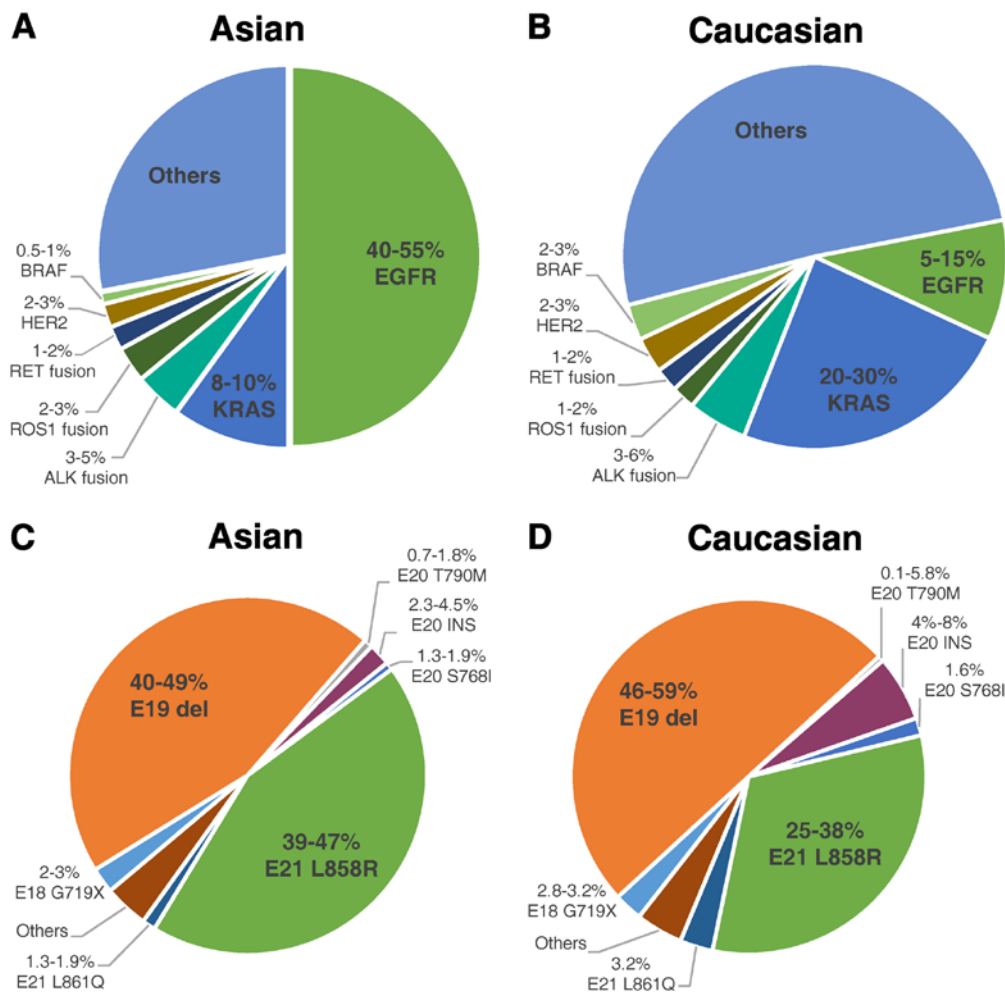 A
Asian
Others
40-55%
EGFR
0.5-1%
BRAF
2-3%
HER2
1-2%
RET fusion
2-3%
ROS1 fusion
3-5%
ALK fusion
8-10%
KRAS
B
Caucasian
Others
5-15%
EGFR
2-3%
BRAF
2-3%
HER2
1-2%
RET fusion
1-2%
ROS1 fusion
3-6%
ALK fusion
20-30%
KRAS
C
Asian
0.7-1.8%
E20 T790M
2.3-4.5%
E20 INS
1.3-1.9%
E20 S768I
40-49%
E19 del
39-47%
E21 L858R
2-3%
E18 G719X
Others
1.3-1.9%
E21 L861Q
D
Caucasian
0.1-5.8%
E20 T790M
4%-8%
E20 INS
1.6%
E20 S768I
46-59%
E19 del
25-38%
E21 L858R
2.8-3.2%
E18 G719X
Others
3.2%
E21 L861Q